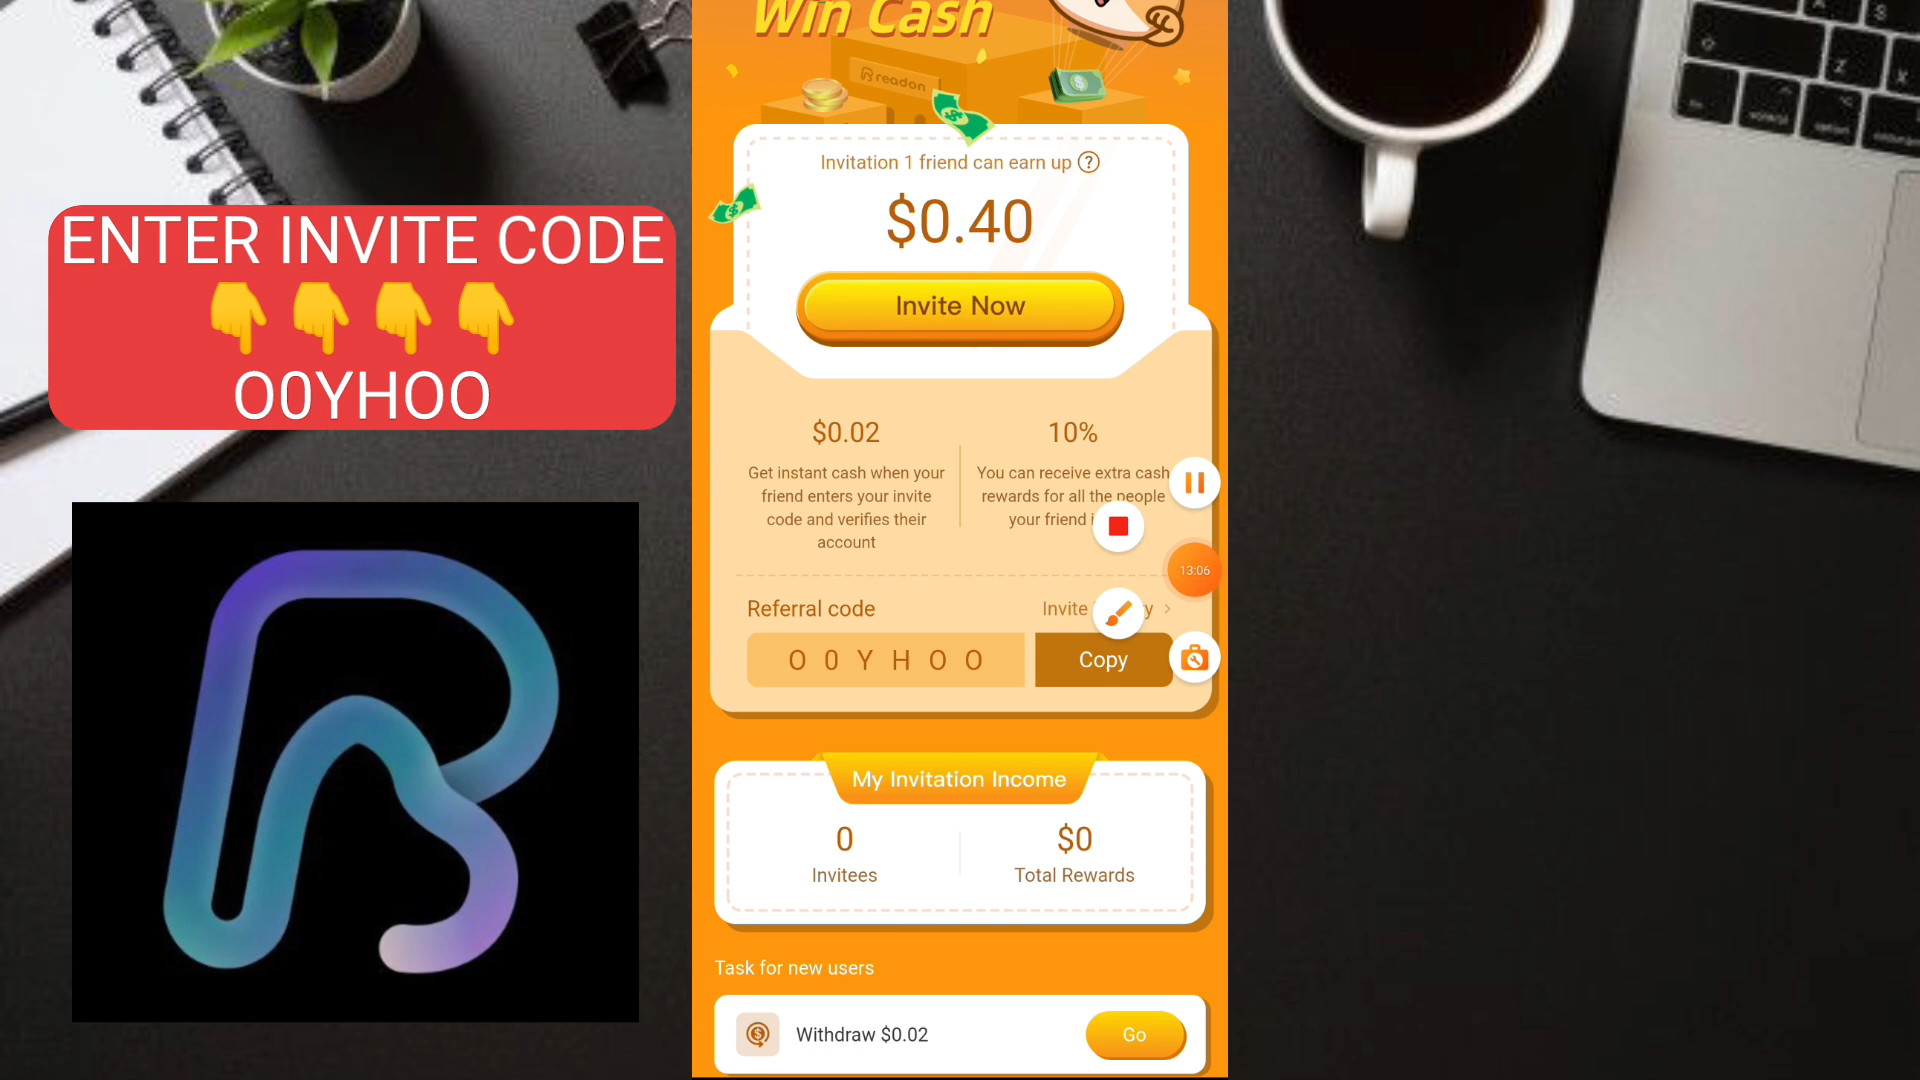 ENTER INVITE CODE
👇 👇 👇 👇
O0YHOO
Win Cash
readon
Invitation 1 friend can earn up ?
$0.40
Invite Now
$0.02
Get instant cash when your
friend enters your invite
code and verifies their
account
10%
You can receive extra cash
rewards for all the people
your friend
13:06
Referral code
Invite
O 0 Y H O O
Copy
My Invitation Income
0
Invitees
$0
Total Rewards
Task for new users
Withdraw $0.02
Go